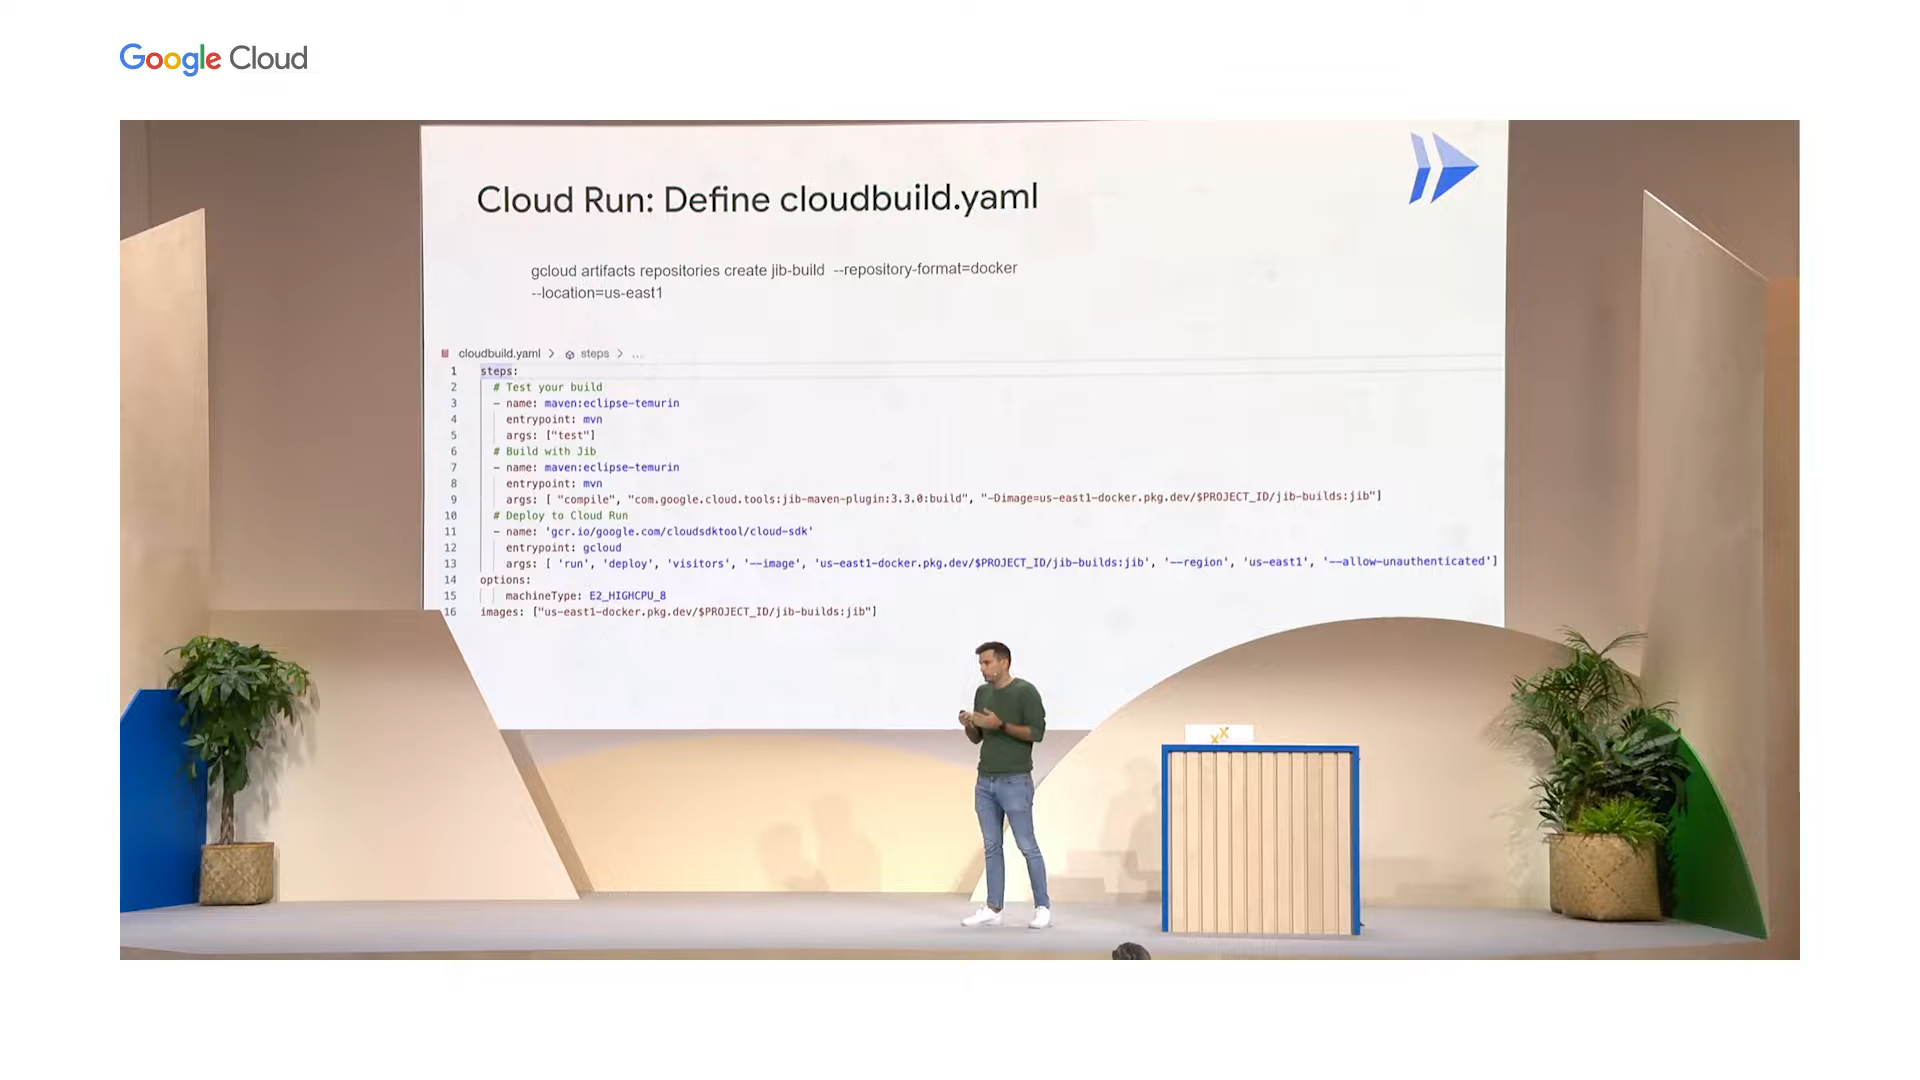 Google Cloud
Cloud Run: Define cloudbuild.yaml
gcloud artifacts repositories create jib-build --repository-format=docker
--location=us-east1
cloudbuild.yaml > steps > ...
1 steps:
2 # Test your build
3 - name: maven:eclipse-temurin
4 entrypoint: mvn
5 args: ["test"]
6 # Build with Jib
7 - name: maven:eclipse-temurin
8 entrypoint: mvn
9 args: [ "compile", "com.google.cloud.tools:jib-maven-plugin:3.3.0:build", "-Dimage=us-east1-docker.pkg.dev/$PROJECT_ID/jib-builds:jib"]
10 # Deploy to Cloud Run
11 - name: 'gcr.io/google.com/cloudsdktool/cloud-sdk'
12 entrypoint: gcloud
13 args: [ 'run', 'deploy', 'visitors', '--image', 'us-east1-docker.pkg.dev/$PROJECT_ID/jib-builds:jib', '--region', 'us-east1', '--allow-unauthenticated']
14 options:
15 machineType: E2_HIGHCPU_8
16 images: ["us-east1-docker.pkg.dev/$PROJECT_ID/jib-builds:jib"]